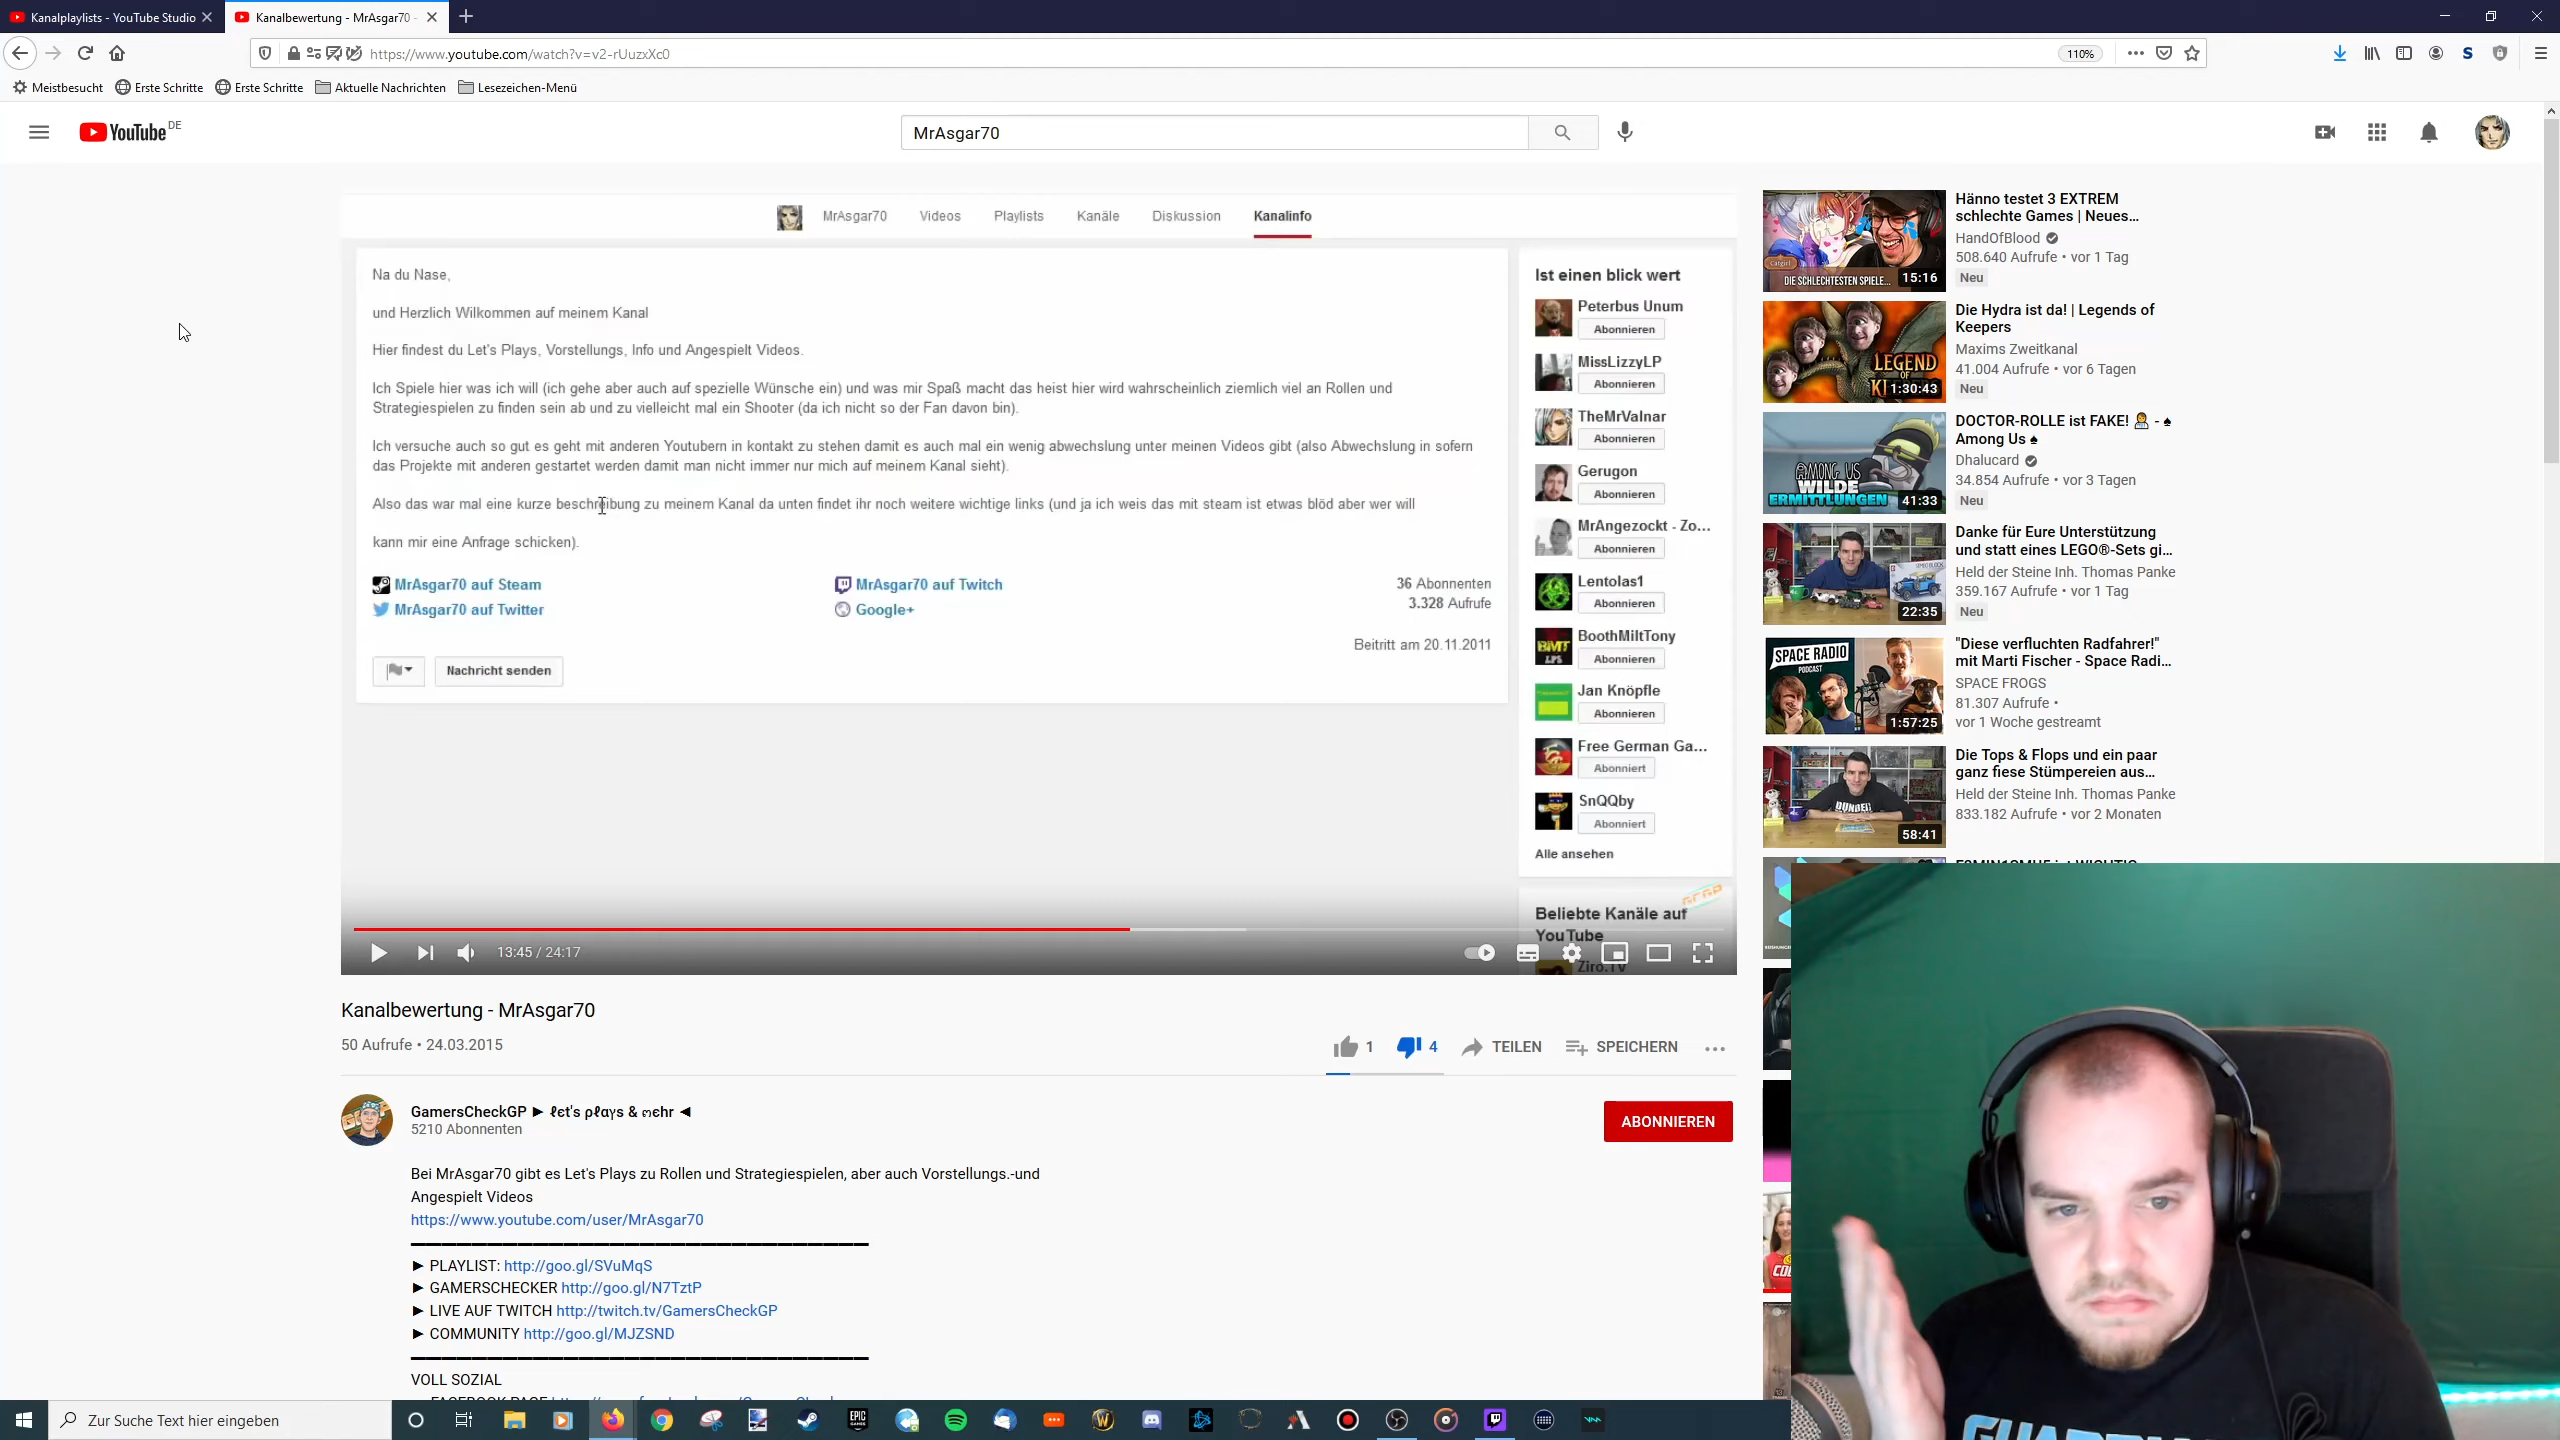 Kanalplaylists - YouTube Studio
Kanalbewertung - MrAsgar70 -
https://www.youtube.com/watch?v=v2-rUuzxXc0
110%
Meistbesucht
Erste Schritte
Erste Schritte
Aktuelle Nachrichten
Lesezeichen-Menü
YouTube DE
MrAsgar70
MrAsgar70 Videos Playlists Kanäle Diskussion Kanalinfo
Na du Nase,
und Herzlich Wilkommen auf meinem Kanal
Hier findest du Let's Plays, Vorstellungs, Info und Angespielt Videos.
Ich Spiele hier was ich will (ich gehe aber auch auf spezielle Wünsche ein) und was mir Spaß macht das heist hier wird wahrscheinlich ziemlich viel an Rollen und
Strategiespielen zu finden sein ab und zu vielleicht mal ein Shooter (da ich nicht so der Fan davon bin).
Ich versuche auch so gut es geht mit anderen Youtubern in kontakt zu stehen damit es auch mal ein wenig abwechslung unter meinen Videos gibt (also Abwechslung in sofern
das Projekte mit anderen gestartet werden damit man nicht immer nur mich auf meinem Kanal sieht).
Also das war mal eine kurze beschreibung zu meinem Kanal da unten findet ihr noch weitere wichtige links (und ja ich weis das mit steam ist etwas blöd aber wer will
kann mir eine Anfrage schicken).
MrAsgar70 auf Steam
MrAsgar70 auf Twitch
MrAsgar70 auf Twitter
Google+
36 Abonnenten
3.328 Aufrufe
Beitritt am 20.11.2011
Nachricht senden
Ist einen blick wert
Peterbus Unum
Abonnieren
MissLizzyLP
Abonnieren
TheMrValnar
Abonnieren
Gerugon
Abonnieren
MrAngezockt - Zo...
Abonnieren
Lentolas1
Abonnieren
BoothMiltTony
Abonnieren
Jan Knöpfle
Abonnieren
Free German Ga...
Abonniert
SnQQby
Abonniert
Alle ansehen
Beliebte Kanäle auf
YouTube
Ziro.TV
13:45 / 24:17
Kanalbewertung - MrAsgar70
50 Aufrufe • 24.03.2015
1
4
TEILEN
SPEICHERN
GamersCheckGP ► ℓєt's ρℓαуs & ოєhr ◄
5210 Abonnenten
ABONNIEREN
Bei MrAsgar70 gibt es Let's Plays zu Rollen und Strategiespielen, aber auch Vorstellungs.-und
Angespielt Videos
https://www.youtube.com/user/MrAsgar70
► PLAYLIST: http://goo.gl/SVuMqS
► GAMERSCHECKER http://goo.gl/N7TztP
► LIVE AUF TWITCH http://twitch.tv/GamersCheckGP
► COMMUNITY http://goo.gl/MJZSND
VOLL SOZIAL
Hänno testet 3 EXTREM
schlechte Games | Neues...
HandOfBlood
508.640 Aufrufe • vor 1 Tag
Neu
DIE SCHLECHTESTEN SPIELE...
15:16
Die Hydra ist da! | Legends of
Keepers
Maxims Zweitkanal
41.004 Aufrufe • vor 6 Tagen
Neu
LEGEND
1:30:43
DOCTOR-ROLLE ist FAKE! 👨‍⚕️ - ♠
Among Us ♠
Dhalucard
34.854 Aufrufe • vor 3 Tagen
Neu
AMONG US
WILDE
ERMITTLUNGEN
41:33
Danke für Eure Unterstützung
und statt eines LEGO®-Sets gi...
Held der Steine Inh. Thomas Panke
359.167 Aufrufe • vor 1 Tag
Neu
22:35
"Diese verfluchten Radfahrer!"
mit Marti Fischer - Space Radi...
SPACE FROGS
81.307 Aufrufe •
vor 1 Woche gestreamt
SPACE RADIO
PODCAST
1:57:25
Die Tops & Flops und ein paar
ganz fiese Stümpereien aus...
Held der Steine Inh. Thomas Panke
833.182 Aufrufe • vor 2 Monaten
58:41
Zur Suche Text hier eingeben